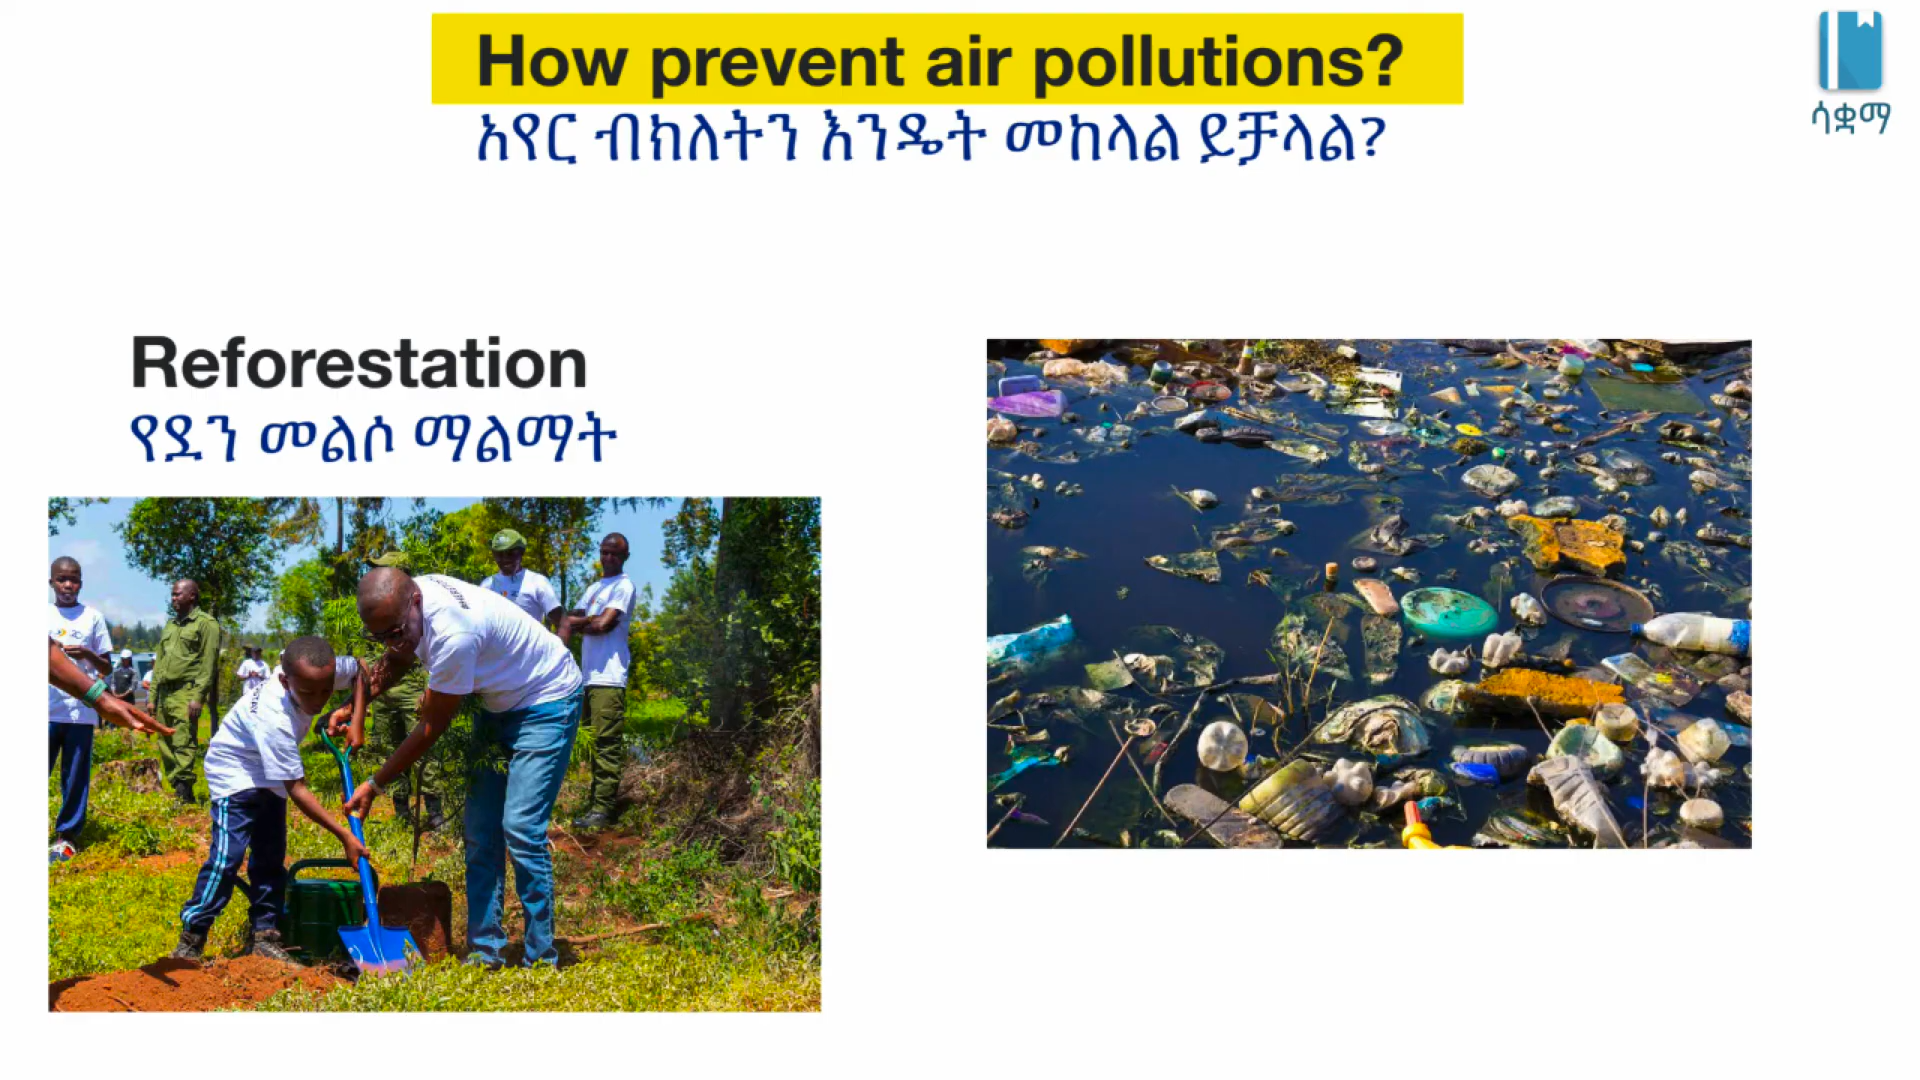 How prevent air pollutions?
አየር ብክለትን እንዴት መከላል ይቻላል?
ሳቋማ
Reforestation
የደን መልሶ ማልማት